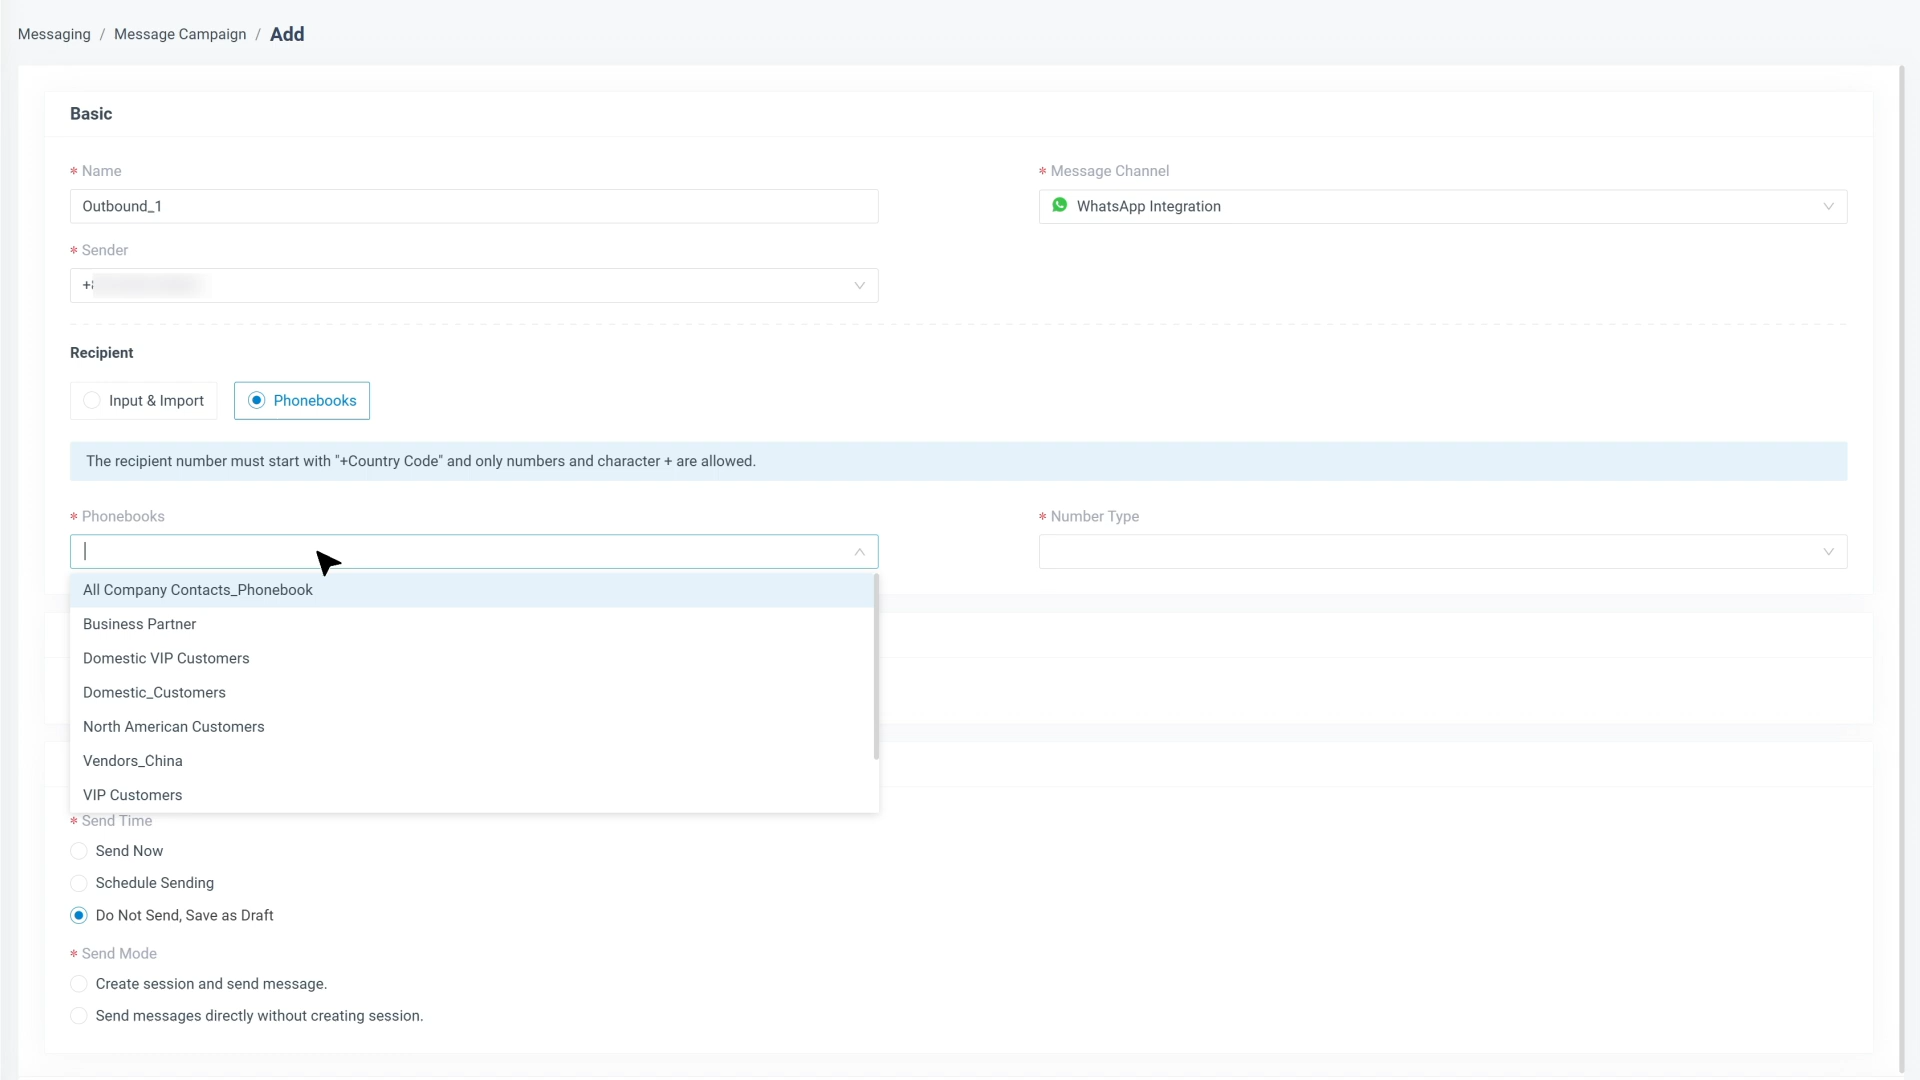 Messaging / Message Campaign / Add
Basic
* Name
* Message Channel
Outbound_1
WhatsApp Integration
* Sender
+
Recipient
Input & Import
Phonebooks
The recipient number must start with "+Country Code" and only numbers and character + are allowed.
* Phonebooks
* Number Type
All Company Contacts_Phonebook
Business Partner
Domestic VIP Customers
Domestic_Customers
North American Customers
Vendors_China
VIP Customers
* Send Time
Send Now
Schedule Sending
Do Not Send, Save as Draft
* Send Mode
Create session and send message.
Send messages directly without creating session.